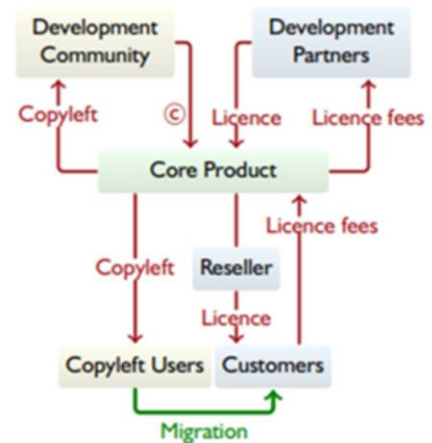 Development
Community
Development
Partners
Copyleft
©
Licence
Licence fees
Core Product
Licence fees
Copyleft
Reseller
Licence
Copyleft Users
Customers
Migration